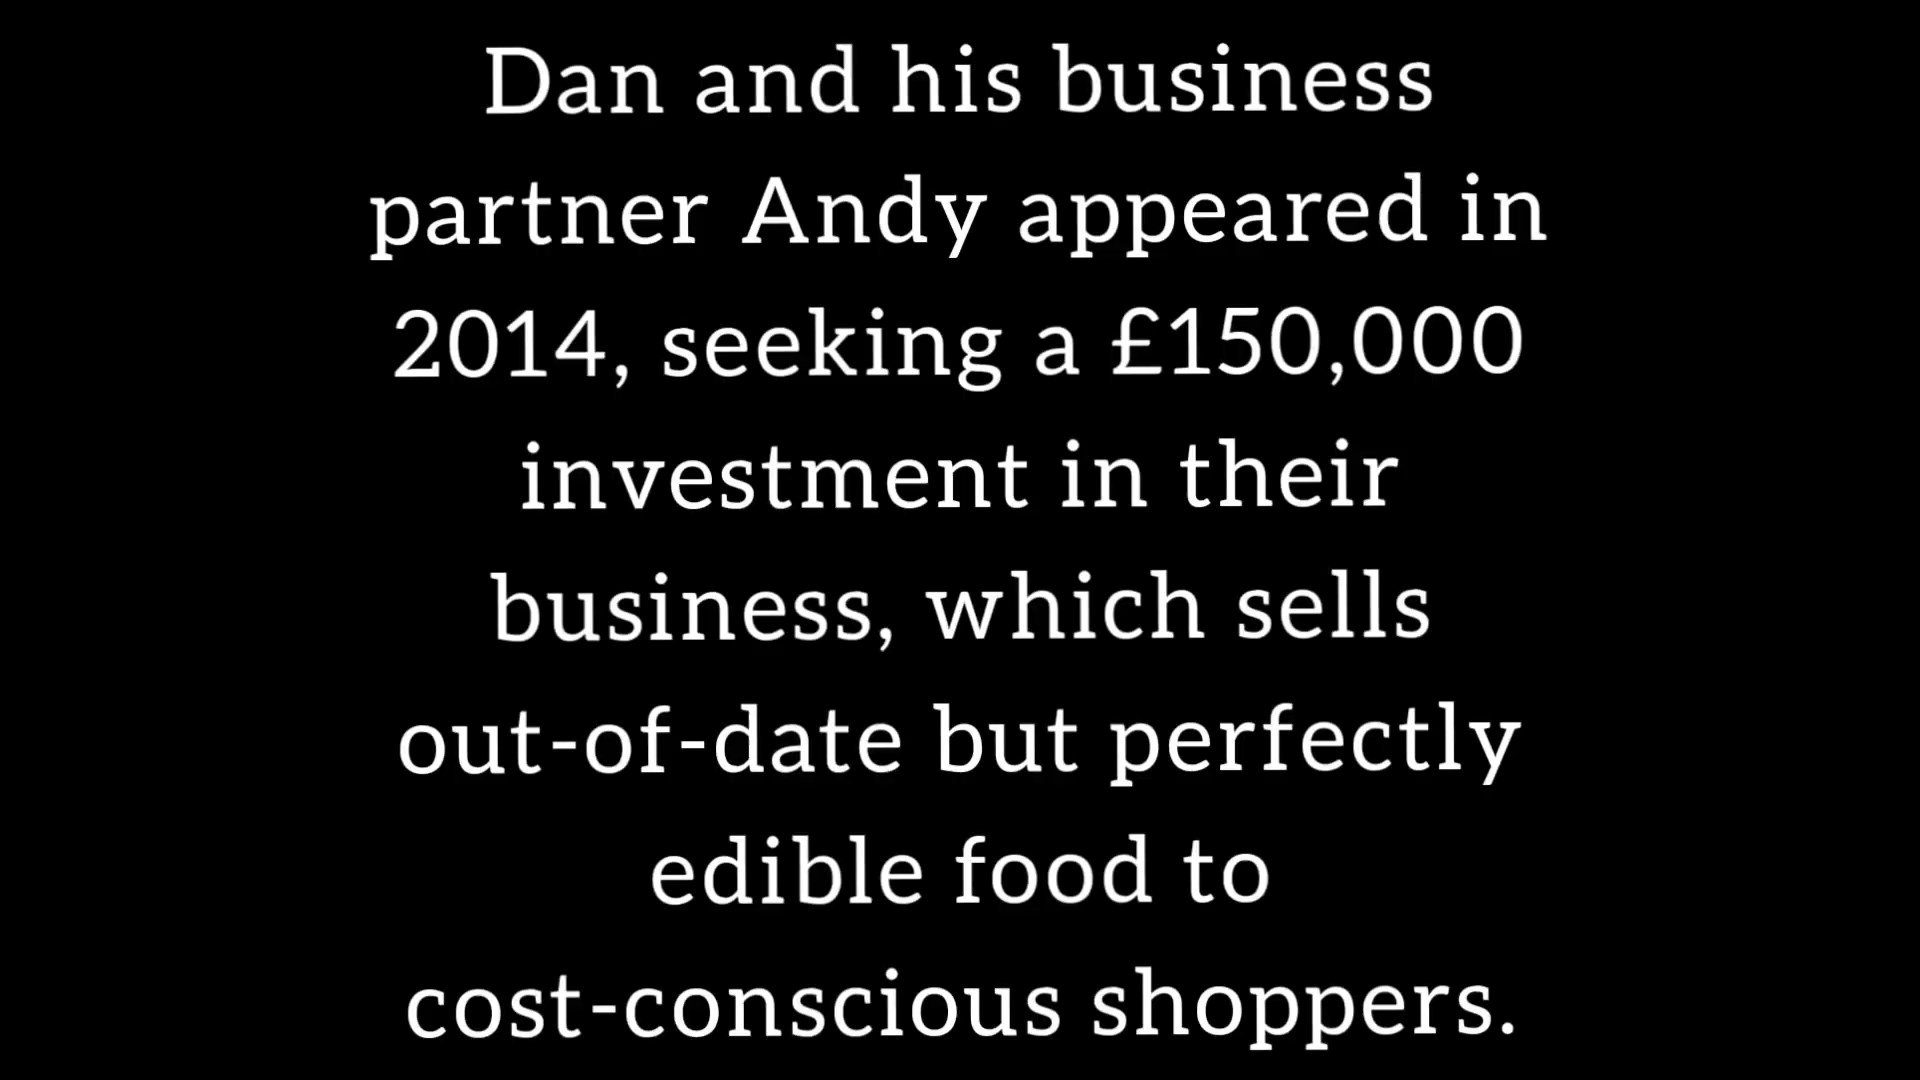 Dan and his business
partner Andy appeared in
2014, seeking a £150,000
investment in their
business, which sells
out-of-date but perfectly
edible food to
cost-conscious shoppers.